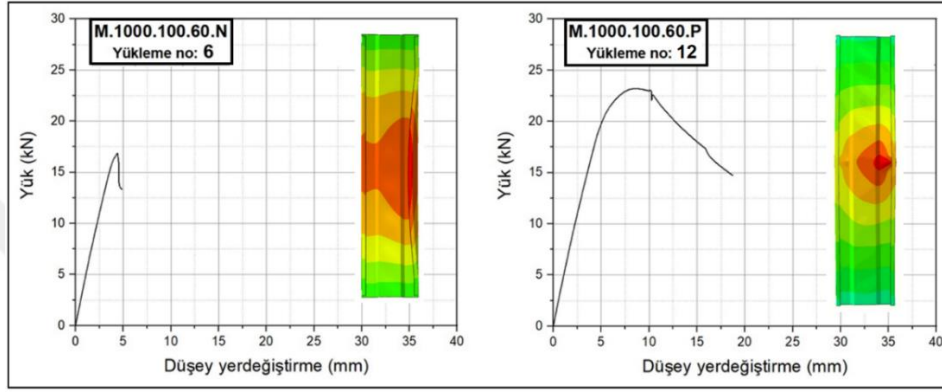 M.1000.100.60.N
Yükleme no: 6
Yük (kN)
30
25
20
15
10
5
0
0 5 10 15 20 25 30 35 40
Düşey yerdeğiştirme (mm)
M.1000.100.60.P
Yükleme no: 12
Yük (kN)
30
25
20
15
10
5
0
0 5 10 15 20 25 30 35 40
Düşey yerdeğiştirme (mm)